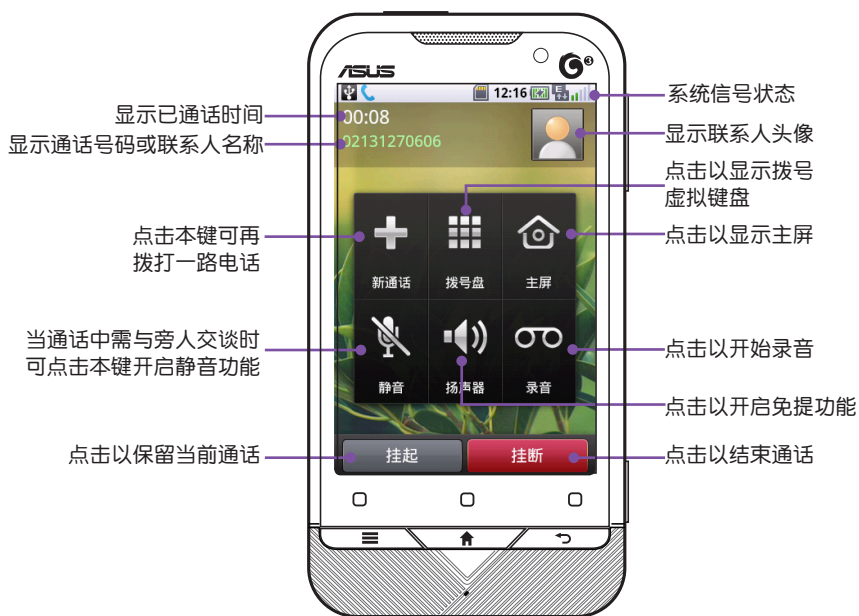 ASUS
3
E
12:16
系统信号状态
显示已通话时间
00:08
显示通话号码或联系人名称
02131270606
显示联系人头像
点击以显示拨号
虚拟键盘
点击本键可再
拨打一路电话
点击以显示主屏
新通话
拨号盘
主屏
当通话中需与旁人交谈时
可点击本键开启静音功能
点击以开始录音
静音
扬声器
录音
点击以开启免提功能
点击以保留当前通话
挂起
挂断
点击以结束通话